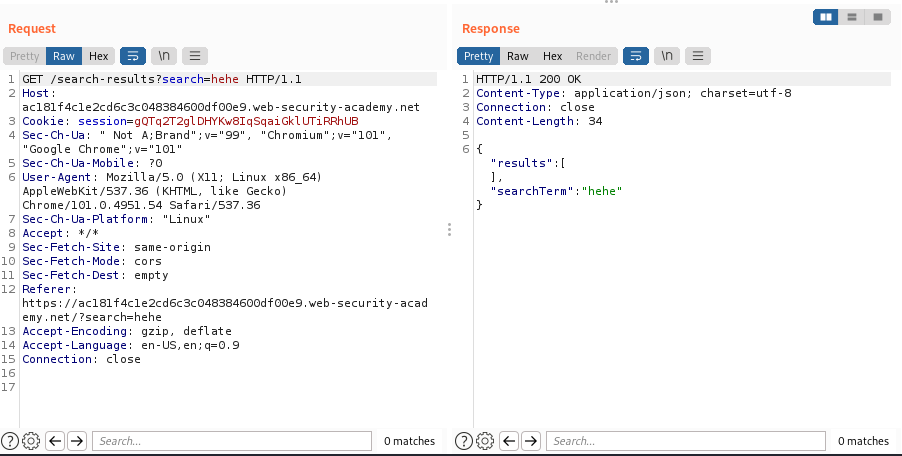 Request
Pretty Raw Hex \n
1 GET /search-results?search=hehe HTTP/1.1
2 Host:
ac181f4c1e2cd6c3c048384600df00e9.web-security-academy.net
3 Cookie: session=gQTq2T2glDHYKw8IqSqaiGklUTiRRhUB
4 Sec-Ch-Ua: " Not A;Brand";v="99", "Chromium";v="101",
"Google Chrome";v="101"
5 Sec-Ch-Ua-Mobile: ?0
6 User-Agent: Mozilla/5.0 (X11; Linux x86_64)
AppleWebKit/537.36 (KHTML, like Gecko)
Chrome/101.0.4951.54 Safari/537.36
7 Sec-Ch-Ua-Platform: "Linux"
8 Accept: */*
9 Sec-Fetch-Site: same-origin
10 Sec-Fetch-Mode: cors
11 Sec-Fetch-Dest: empty
12 Referer:
https://ac181f4c1e2cd6c3c048384600df00e9.web-security-acad
emy.net/?search=hehe
13 Accept-Encoding: gzip, deflate
14 Accept-Language: en-US,en;q=0.9
15 Connection: close
16
17
Search...
0 matches
Response
Pretty Raw Hex Render \n
1 HTTP/1.1 200 OK
2 Content-Type: application/json; charset=utf-8
3 Connection: close
4 Content-Length: 34
5
6 {
"results":[
],
"searchTerm":"hehe"
}
Search...
0 matches